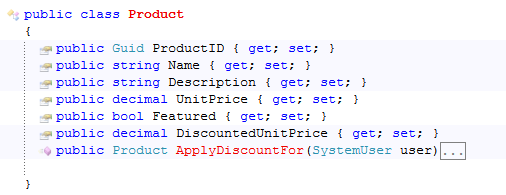 public class Product
{
public Guid ProductID { get; set; }
public string Name { get; set; }
public string Description { get; set; }
public decimal UnitPrice { get; set; }
public bool Featured { get; set; }
public decimal DiscountedUnitPrice { get; set; }
public Product ApplyDiscountFor(SystemUser user)...
}